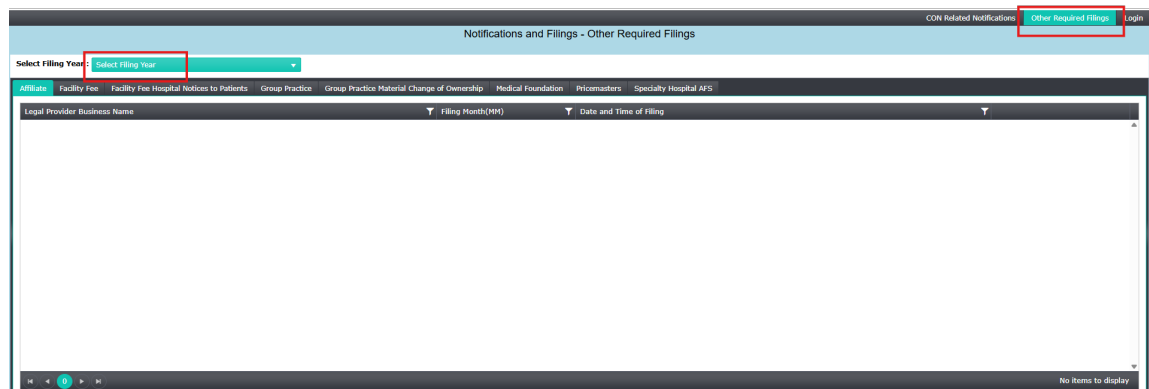 CON Related Notifications Other Required Filings Login
Notifications and Filings - Other Required Filings
Select Filing Year: Select Filing Year
Affiliate Facility Fee Facility Fee Hospital Notices to Patients Group Practice Group Practice Material Change of Ownership Medical Foundation Pricemasters Specialty Hospital AFS
Legal Provider Business Name Filing Month(MM) Date and Time of Filing
0 No items to display